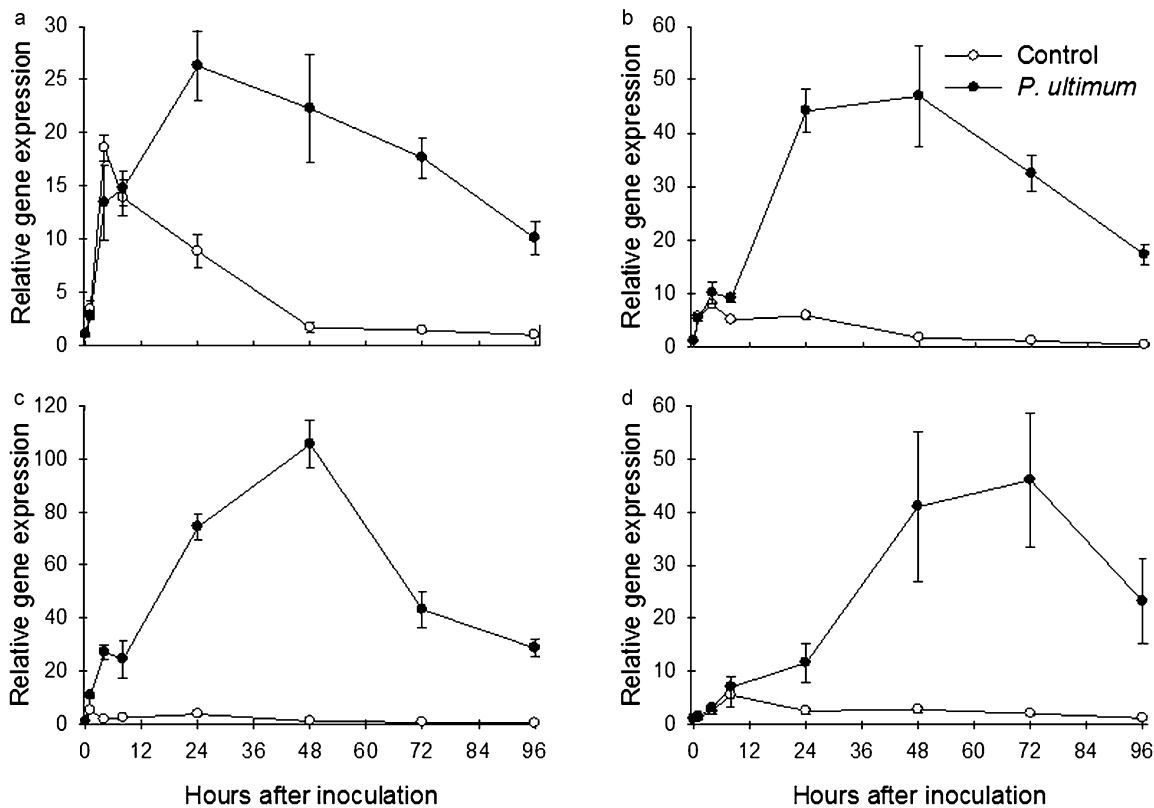 a
30
25
20
15
10
5
0
Relative gene expression
b
60
50
40
30
20
10
0
Relative gene expression
Control
P. ultimum
c
120
100
80
60
40
20
0
Relative gene expression
0 12 24 36 48 60 72 84 96
Hours after inoculation
d
60
50
40
30
20
10
0
Relative gene expression
0 12 24 36 48 60 72 84 96
Hours after inoculation